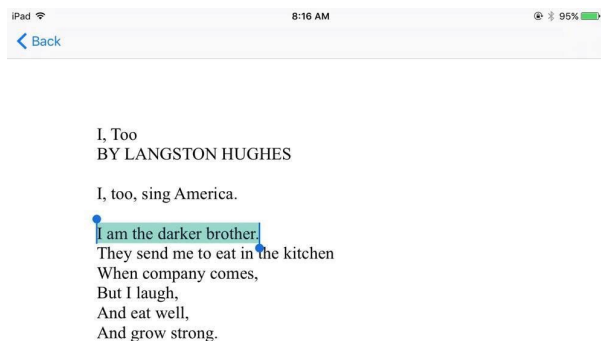 iPad 8:16 AM 95%
Back
I, Too
BY LANGSTON HUGHES
I, too, sing America.
I am the darker brother.
They send me to eat in the kitchen
When company comes,
But I laugh,
And eat well,
And grow strong.